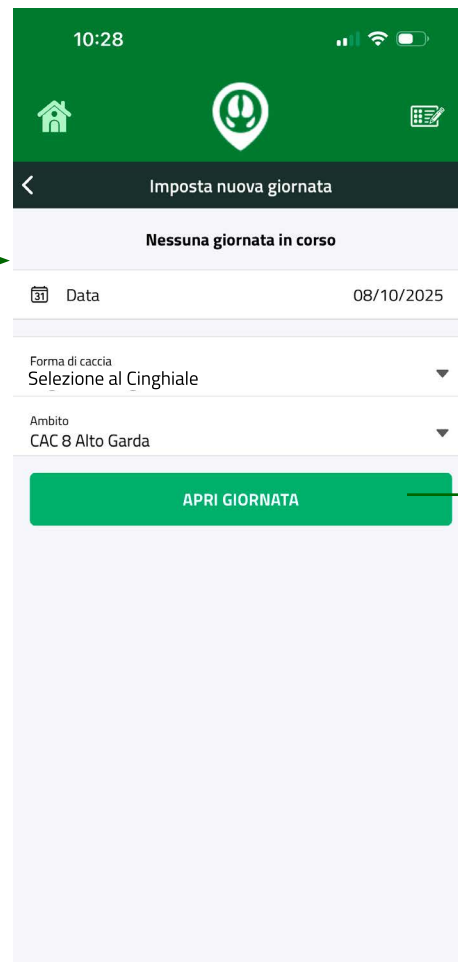 10:28
Imposta nuova giornata
Nessuna giornata in corso
31 Data 08/10/2025
Forma di caccia
Selezione al Cinghiale
Ambito
CAC 8 Alto Garda
APRI GIORNATA